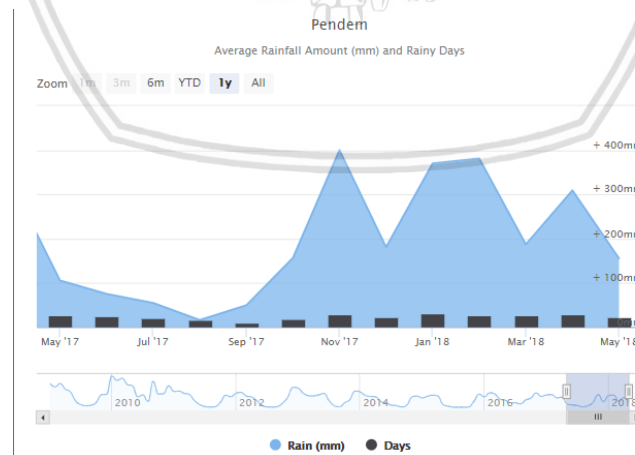 Pendem
Average Rainfall Amount (mm) and Rainy Days
Zoom 1m 3m 6m YTD 1y All
+ 400mm
+ 300mm
+ 200mm
+ 100mm
0mm
May '17 Jul '17 Sep '17 Nov '17 Jan '18 Mar '18 May '18
2010 2012 2014 2016 2018
Rain (mm) Days